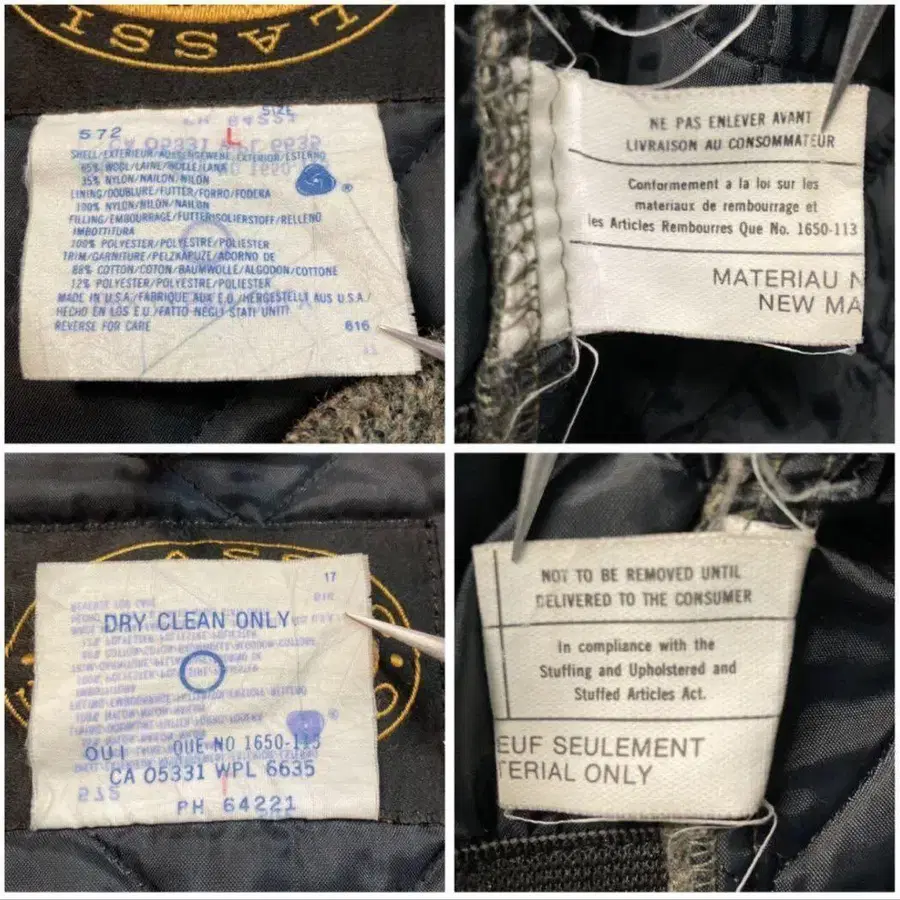 LASSI
572
SIZE
L
SHELL/EXTERIEUR/AUSSENGEWEBE/EXTERIOR/ESTERNO
65% WOOL/LAINE/WOLLE/LANA
35% NYLON/NAILON/NILON
LINING/DOUBLURE/FUTTER/FORRO/FODERA
100% NYLON/NILON/NAILON
FILLING/EMBOURRAGE/FUTTERISOLIERSTOFF/RELLENO
IMBOTTITURA
100% POLYESTER/POLYESTRE/POLIESTER
TRIM/GARNITURE/PELZKAPUZE/ADORNO DE
88% COTTON/COTON/BAUMWOLLE/ALGODON/COTTONE
12% POLYESTER/POLYESTRE/POLIESTER
MADE IN U.S.A./FABRIQUE AUX E.U./HERGESTELLT AUS U.S.A./
HECHO EN LOS E.U./FATTO NEGLI STATI UNITI
REVERSE FOR CARE
616
NE PAS ENLEVER AVANT
LIVRAISON AU CONSOMMATEUR
Conformement a la loi sur les
materiaux de rembourrage et
les Articles Rembourres Que No. 1650-113
MATERIAU N
NEW MA
17
DRY CLEAN ONLY
OUI QUE NO 1650-113
CA 05331 WPL 6635
PH 64221
NOT TO BE REMOVED UNTIL
DELIVERED TO THE CONSUMER
In compliance with the
Stuffing and Upholstered and
Stuffed Articles Act.
EUF SEULEMENT
TERIAL ONLY